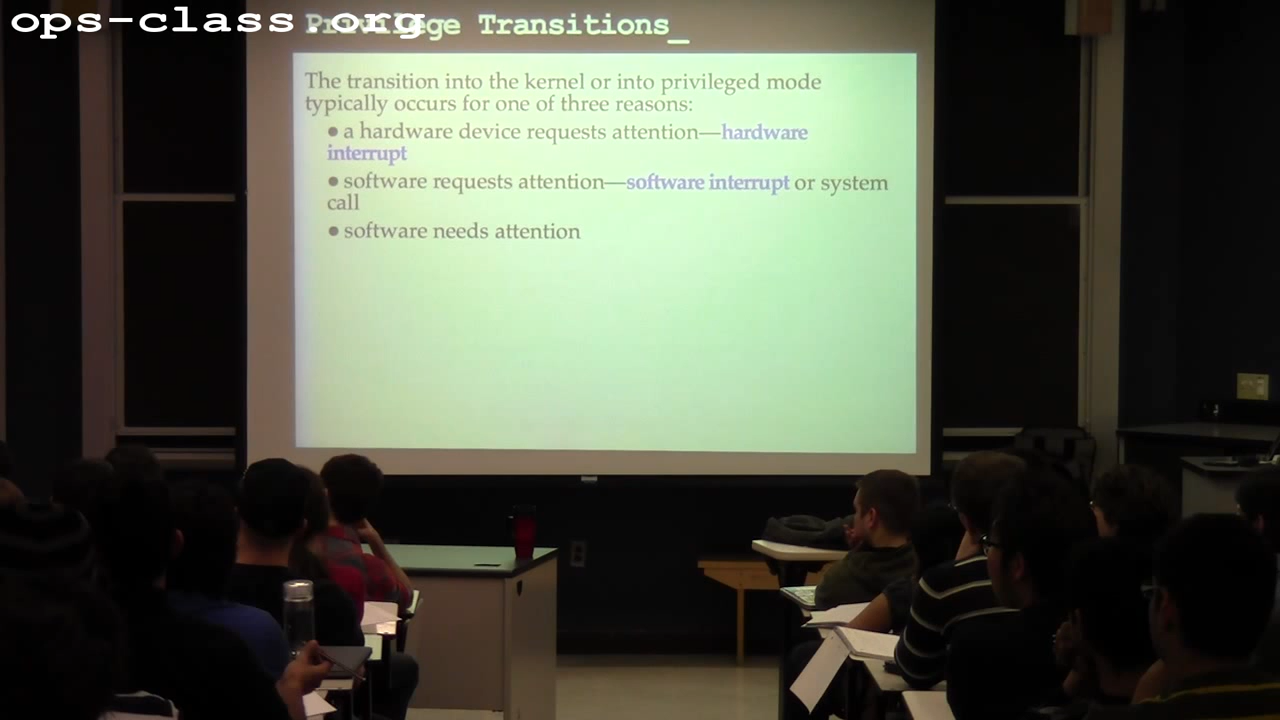 ops-class.org
Privilege Transitions_
The transition into the kernel or into privileged mode
typically occurs for one of three reasons:
● a hardware device requests attention—hardware
interrupt
● software requests attention—software interrupt or system
call
● software needs attention